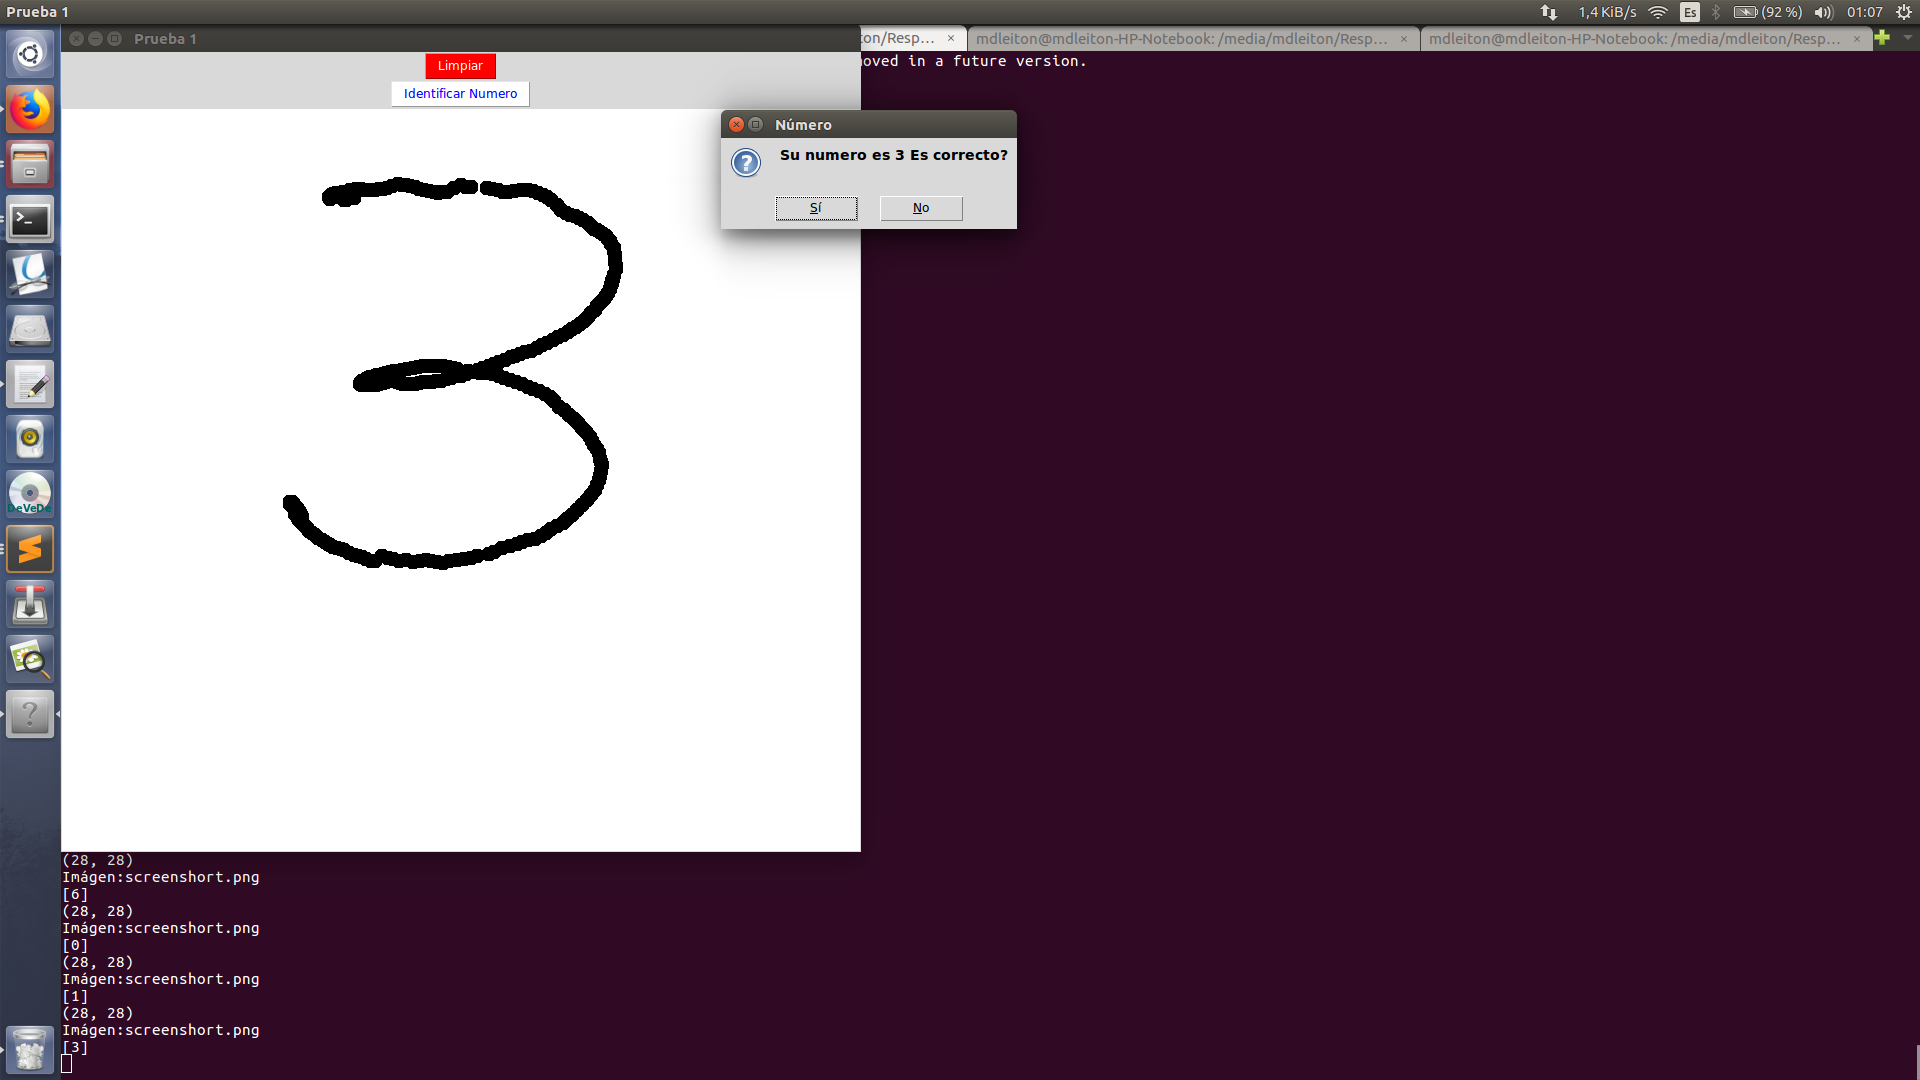 Prueba 1
1,4 KiB/s
Es
(92 %)
01:07
Prueba 1
ton/Resp... ×
mdleiton@mdleiton-HP-Notebook: /media/mdleiton/Resp... ×
mdleiton@mdleiton-HP-Notebook: /media/mdleiton/Resp... ×
Limpiar
oved in a future version.
Identificar Numero
Número
Su numero es 3 Es correcto?
Sí
No
3
DeVeDe
(28, 28)
Imágen:screenshort.png
[6]
(28, 28)
Imágen:screenshort.png
[0]
(28, 28)
Imágen:screenshort.png
[1]
(28, 28)
Imágen:screenshort.png
[3]